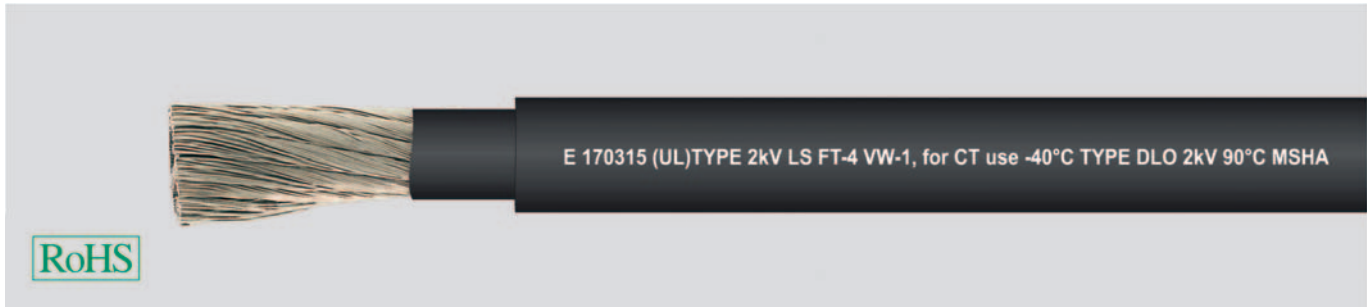 E 170315 (UL)TYPE 2kV LS FT-4 VW-1, for CT use -40°C TYPE DLO 2kV 90°C MSHA
RoHS